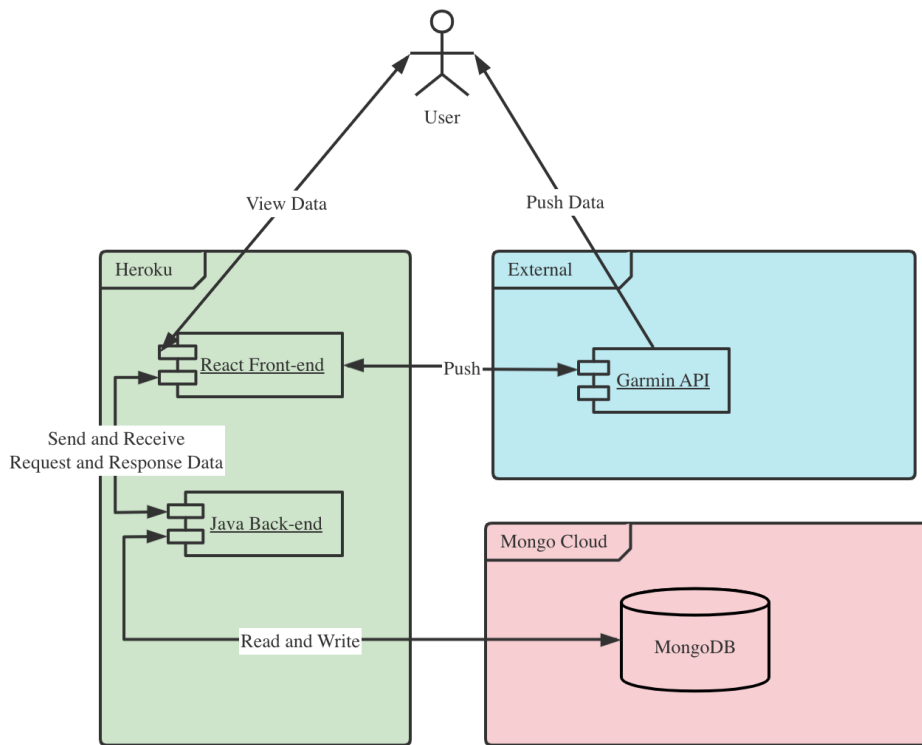 User
View Data
Push Data
Heroku
External
React Front-end
Push
Garmin API
Send and Receive
Request and Response Data
Java Back-end
Mongo Cloud
Read and Write
MongoDB